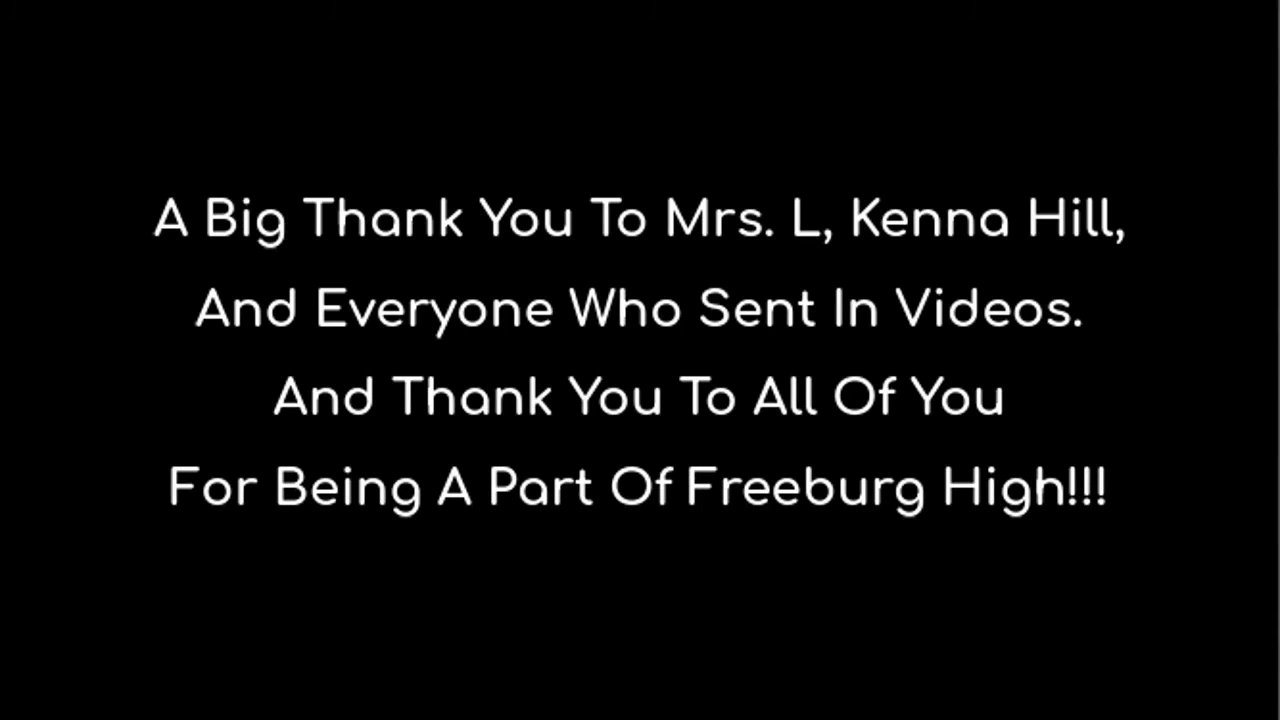 A Big Thank You To Mrs. L, Kenna Hill,
And Everyone Who Sent In Videos.
And Thank You To All Of You
For Being A Part Of Freeburg High!!!